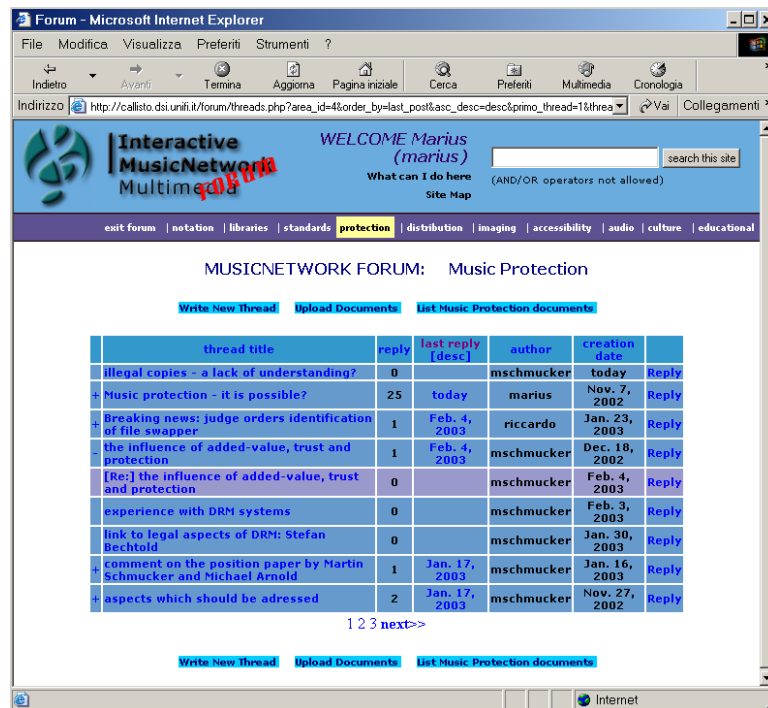 Forum - Microsoft Internet Explorer
File Modifica Visualizza Preferiti Strumenti ?
Indietro Avanti Termina Aggiorna Pagina iniziale Cerca Preferiti Multimedia Cronologia
Indirizzo http://callisto.dsi.unifi.it/forum/threads.php?area_id=4&order_by=last_post&asc_desc=desc&primo_thread=1&threa Vai Collegamenti
Interactive
MusicNetwork
Multimedia
FORUM
WELCOME Marius
(marius)
What can I do here
Site Map
search this site
(AND/OR operators not allowed)
exit forum | notation | libraries | standards protection | distribution | imaging | accessibility | audio | culture | educational
MUSICNETWORK FORUM: Music Protection
Write New Thread Upload Documents List Music Protection documents
thread title reply last reply [desc] author creation date
illegal copies - a lack of understanding? 0 mschmucker today Reply
+ Music protection - it is possible? 25 today marius Nov. 7, 2002 Reply
+ Breaking news: judge orders identification of file swapper 1 Feb. 4, 2003 riccardo Jan. 23, 2003 Reply
- the influence of added-value, trust and protection 1 Feb. 4, 2003 mschmucker Dec. 18, 2002 Reply
[Re:] the influence of added-value, trust and protection 0 mschmucker Feb. 4, 2003 Reply
experience with DRM systems 0 mschmucker Feb. 3, 2003 Reply
link to legal aspects of DRM: Stefan Bechtold 0 mschmucker Jan. 30, 2003 Reply
+ comment on the position paper by Martin Schmucker and Michael Arnold 1 Jan. 17, 2003 mschmucker Jan. 16, 2003 Reply
+ aspects which should be adressed 2 Jan. 17, 2003 mschmucker Nov. 27, 2002 Reply
1 2 3 next>>
Write New Thread Upload Documents List Music Protection documents
Internet